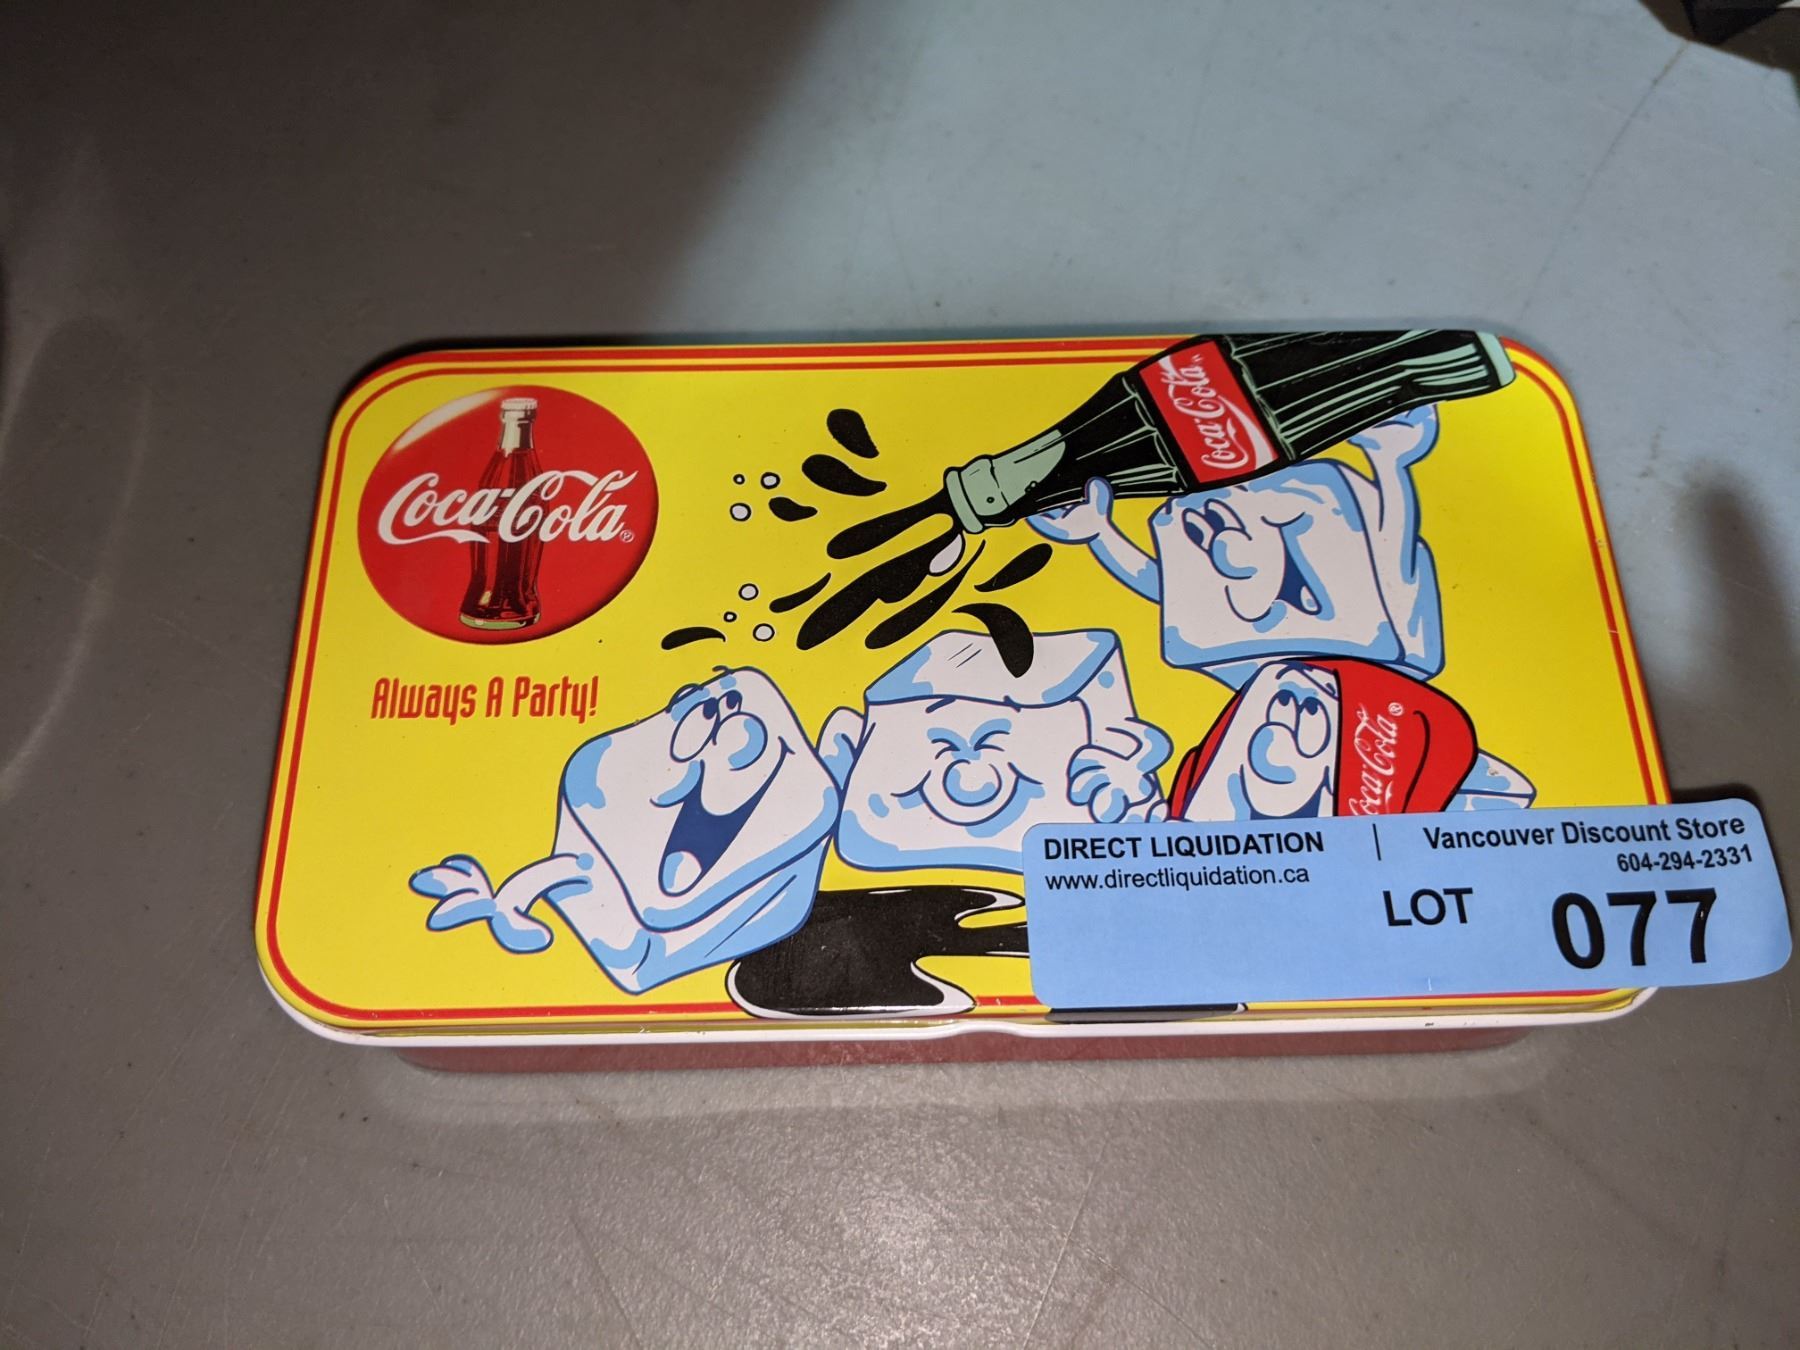 Coca-Cola
Coca-Cola
Always A Party!
Coca-Cola
DIRECT LIQUIDATION | Vancouver Discount Store
www.directliquidation.ca
604-294-2331
LOT 077